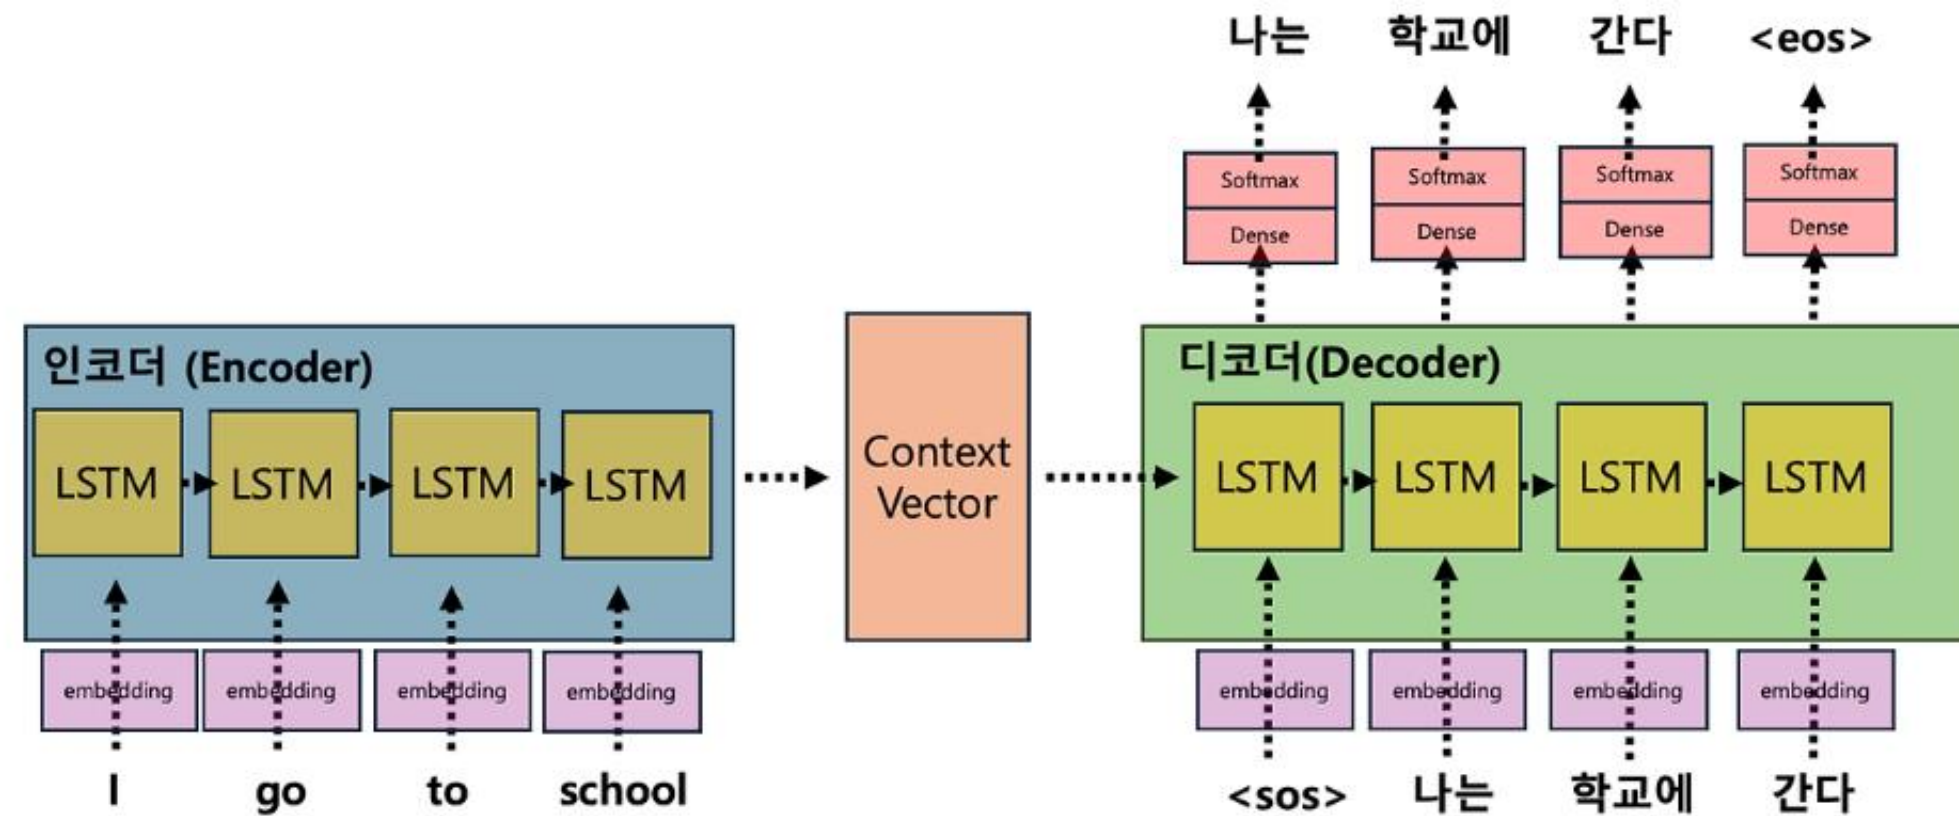 나는 학교에 간다 <eos>
Softmax Softmax Softmax Softmax
Dense Dense Dense Dense
인코더 (Encoder)
LSTM LSTM LSTM LSTM
embedding embedding embedding embedding
I go to school
Context
Vector
디코더(Decoder)
LSTM LSTM LSTM LSTM
embedding embedding embedding embedding
<sos> 나는 학교에 간다